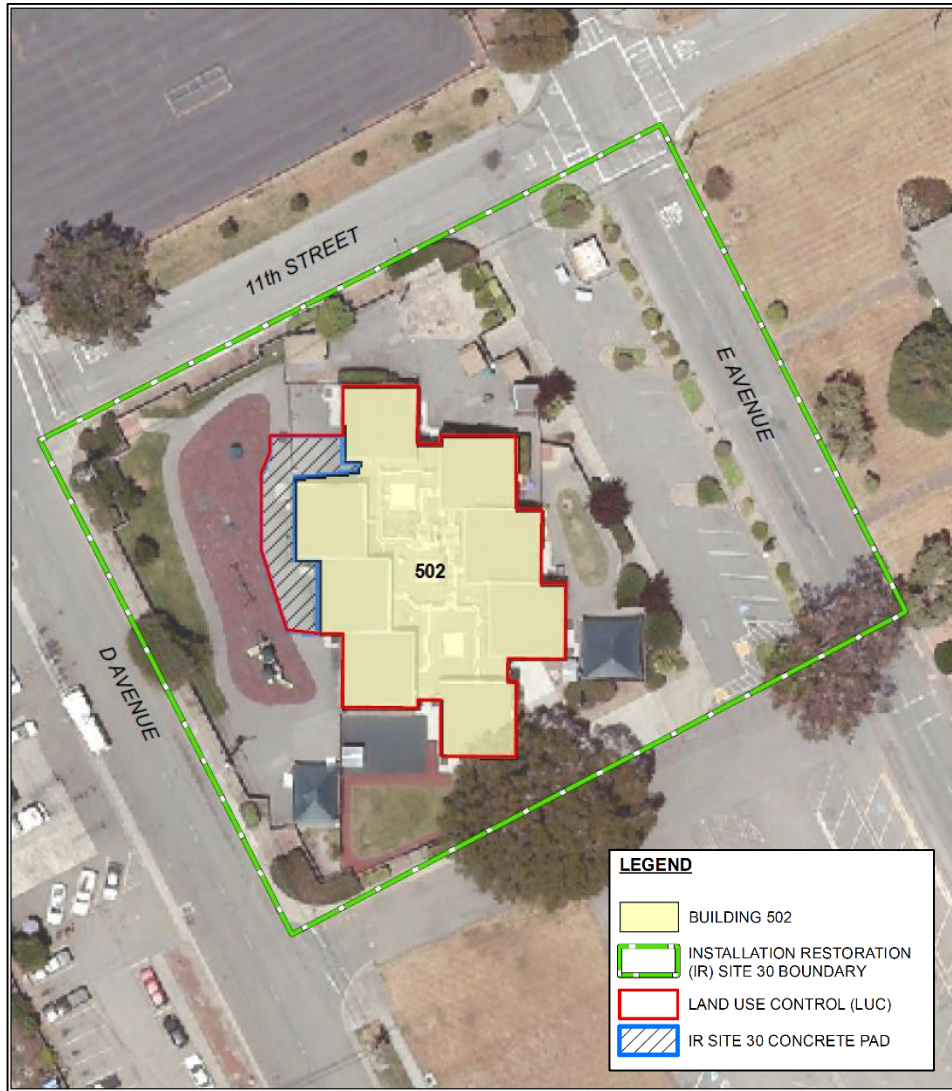 11th STREET
E AVENUE
502
D AVENUE
LEGEND
BUILDING 502
INSTALLATION RESTORATION
(IR) SITE 30 BOUNDARY
LAND USE CONTROL (LUC)
IR SITE 30 CONCRETE PAD